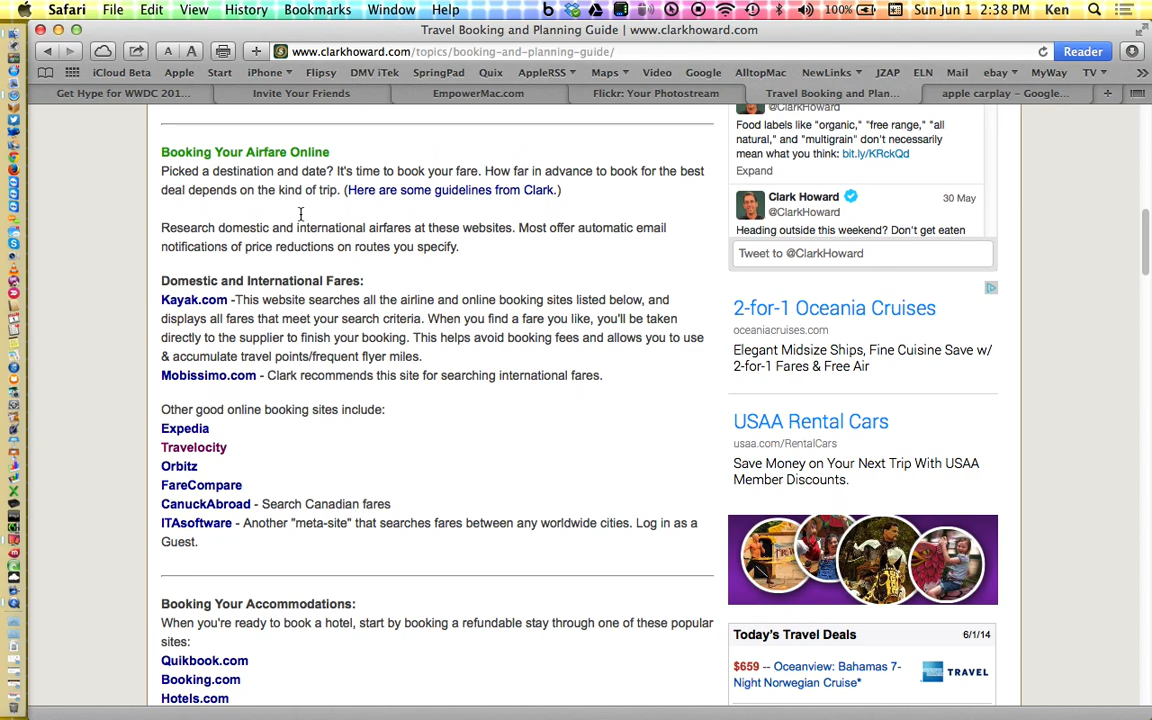 Safari File Edit View History Bookmarks Window Help 100% Sun Jun 1 2:38 PM Ken
Travel Booking and Planning Guide | www.clarkhoward.com
www.clarkhoward.com/topics/booking-and-planning-guide/ Reader
iCloud Beta Apple Start iPhone Flipsy DMV iTek SpringPad Quix AppleRSS Maps Video Google AlltopMac NewLinks JZAP ELN Mail ebay MyWay TV
Get Hype for WWDC 201... Invite Your Friends EmpowerMac.com Flickr: Your Photostream Travel Booking and Plan... apple carplay – Google...
Booking Your Airfare Online
Picked a destination and date? It's time to book your fare. How far in advance to book for the best
deal depends on the kind of trip. (Here are some guidelines from Clark.)
Research domestic and international airfares at these websites. Most offer automatic email
notifications of price reductions on routes you specify.
Domestic and International Fares:
Kayak.com -This website searches all the airline and online booking sites listed below, and
displays all fares that meet your search criteria. When you find a fare you like, you'll be taken
directly to the supplier to finish your booking. This helps avoid booking fees and allows you to use
& accumulate travel points/frequent flyer miles.
Mobissimo.com - Clark recommends this site for searching international fares.
Other good online booking sites include:
Expedia
Travelocity
Orbitz
FareCompare
CanuckAbroad - Search Canadian fares
ITAsoftware - Another "meta-site" that searches fares between any worldwide cities. Log in as a
Guest.
Booking Your Accommodations:
When you're ready to book a hotel, start by booking a refundable stay through one of these popular
sites:
Quikbook.com
Booking.com
Hotels.com
@ClarkHoward
Food labels like "organic," "free range," "all
natural," and "multigrain" don't necessarily
mean what you think: bit.ly/KRckQd
Expand
Clark Howard 30 May
@ClarkHoward
Heading outside this weekend? Don't get eaten
Tweet to @ClarkHoward
2-for-1 Oceania Cruises
oceaniacruises.com
Elegant Midsize Ships, Fine Cuisine Save w/
2-for-1 Fares & Free Air
USAA Rental Cars
usaa.com/RentalCars
Save Money on Your Next Trip With USAA
Member Discounts.
Today's Travel Deals 6/1/14
$659 -- Oceanview: Bahamas 7-
Night Norwegian Cruise*
TRAVEL